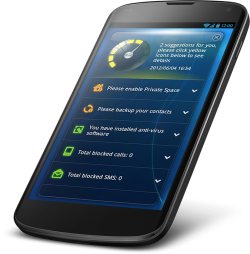 12:00
2 suggestions for you,
please click yellow
icons below to see
details
2012/06/04 16:54
Please enable Private Space
Please backup your contacts
You have installed anti-virus
software
Total blocked calls: 0
Total blocked SMS: 0